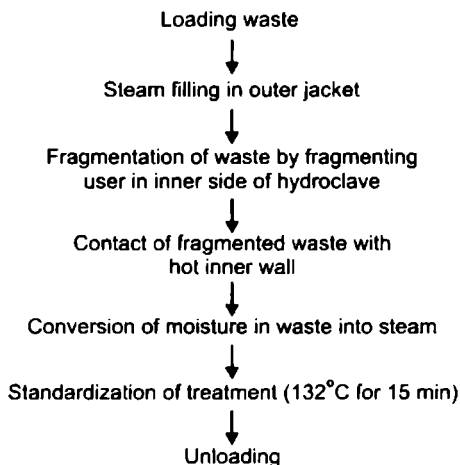 Loading waste
Steam filling in outer jacket
Fragmentation of waste by fragmenting
user in inner side of hydroclave
Contact of fragmented waste with
hot inner wall
Conversion of moisture in waste into steam
Standardization of treatment (132°C for 15 min)
Unloading